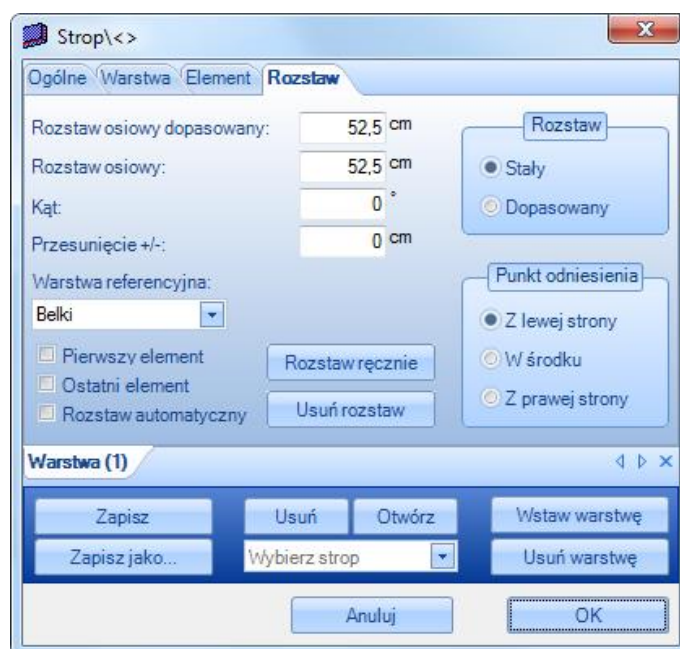 Strop\<>
Ogólne Warstwa Element Rozstaw
Rozstaw osiowy dopasowany: 52,5 cm
Rozstaw osiowy: 52,5 cm
Kąt: 0 °
Przesunięcie +/-: 0 cm
Warstwa referencyjna:
Belki
Pierwszy element
Ostatni element
Rozstaw automatyczny
Rozstaw ręcznie
Usuń rozstaw
Rozstaw
Stały
Dopasowany
Punkt odniesienia
Z lewej strony
W środku
Z prawej strony
Warstwa (1)
Zapisz Usuń Otwórz Wstaw warstwę
Zapisz jako... Wybierz strop Usuń warstwę
Anuluj OK